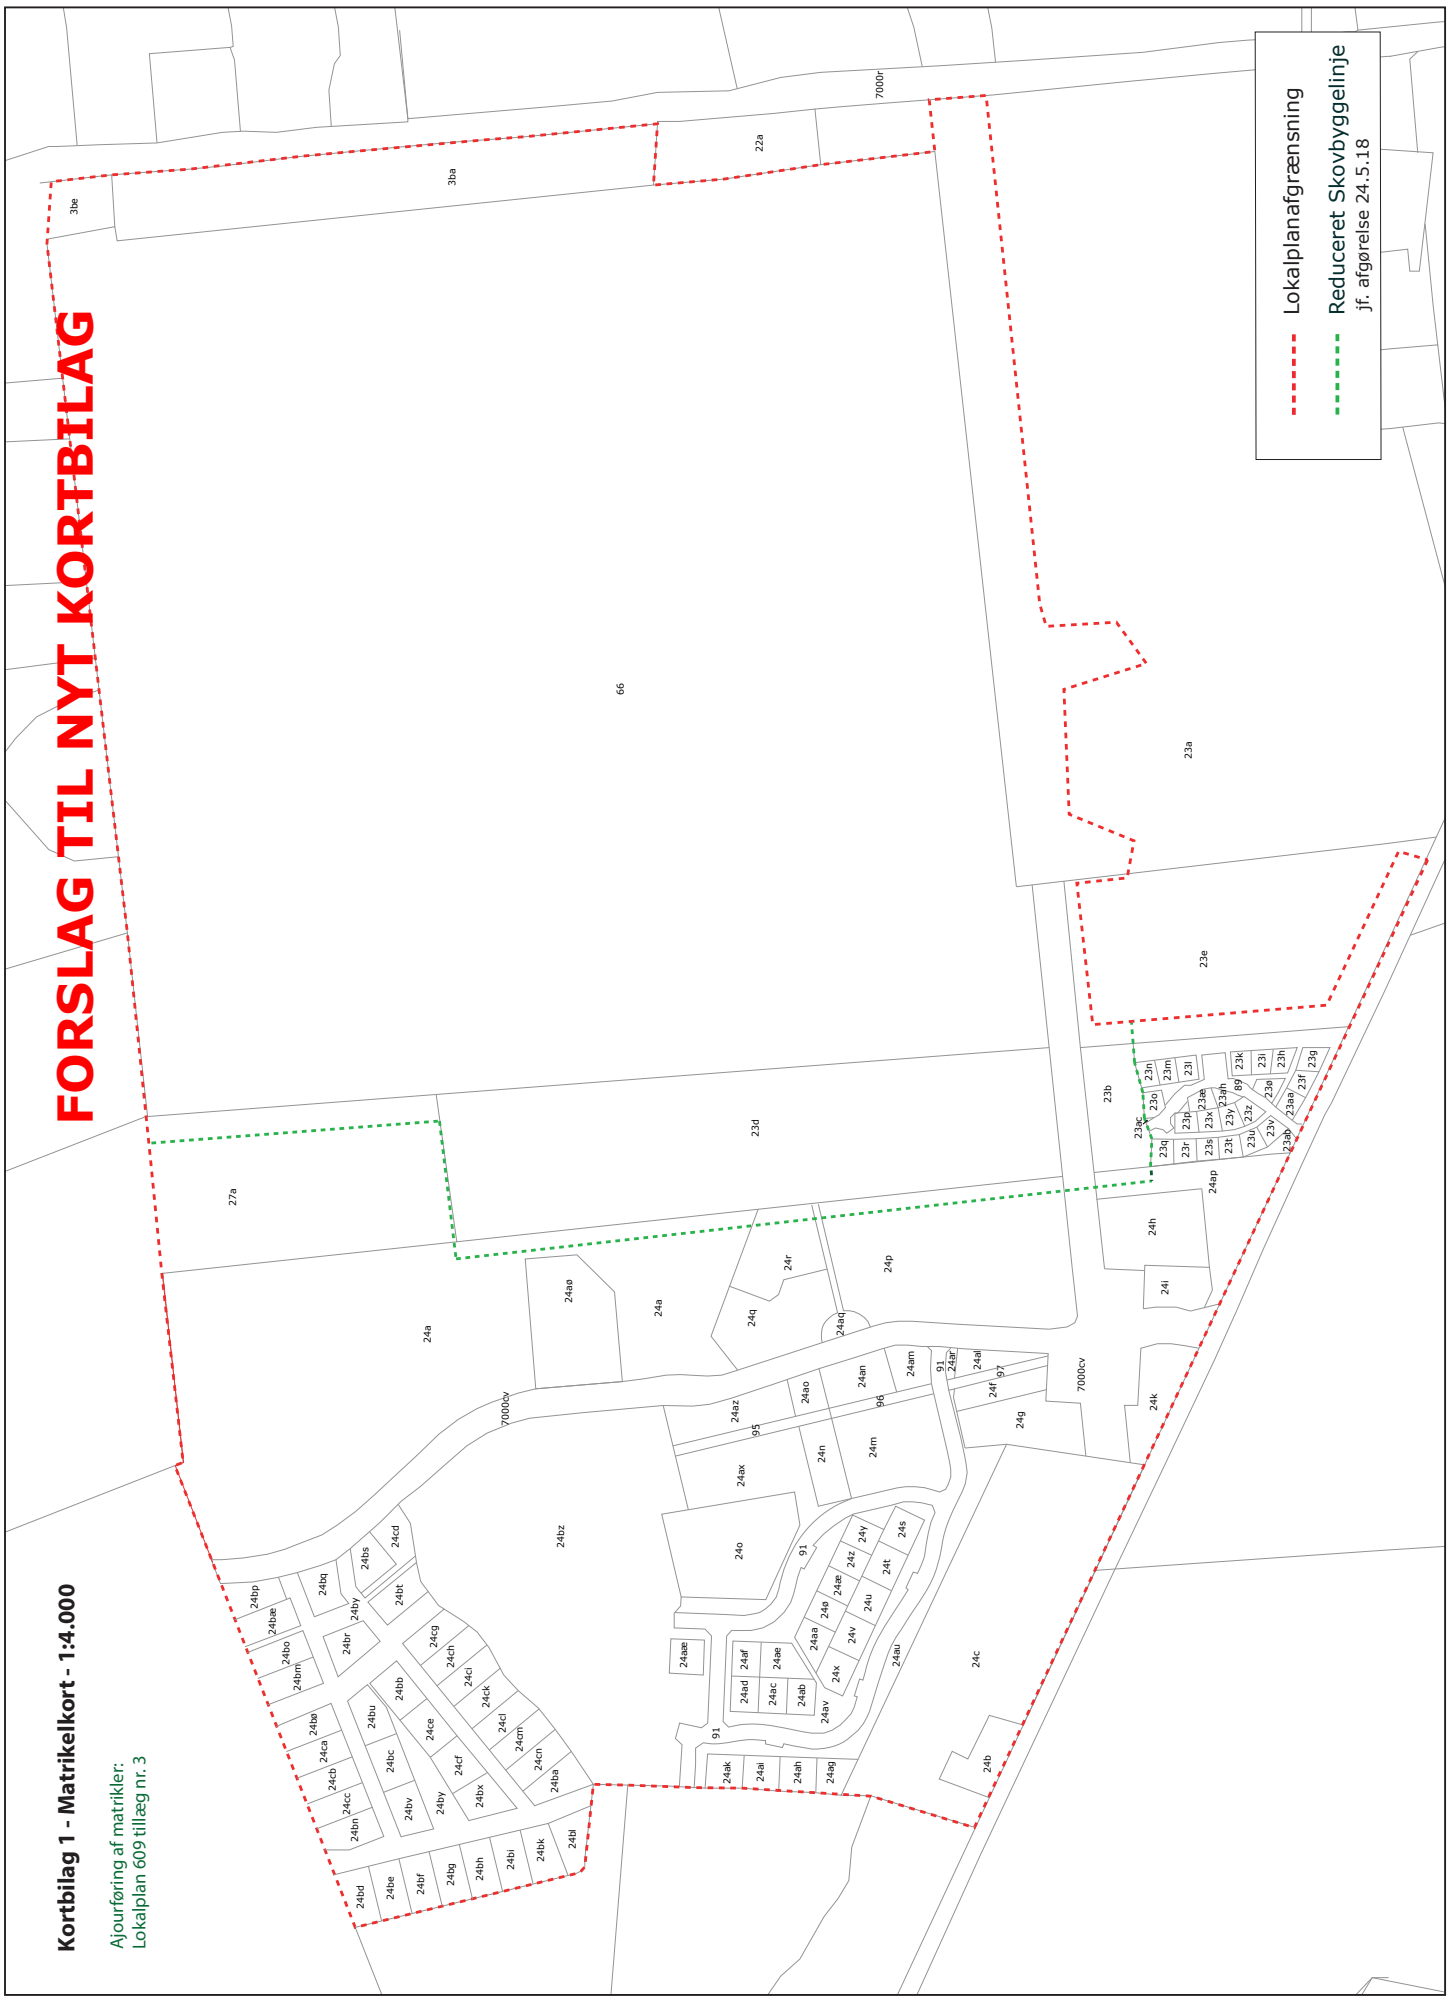 Kortbilag 1 - Matrikelkort - 1:4.000
Ajourføring af matrikler:
Lokalplan 609 tillæg nr. 3
FORSLAG TIL NYT KORTBILAG
Lokalplanafgrænsning
Reduceret Skovbyggelinje
jf. afgørelse 24.5.18
3be
3ba
22a
7000r
66
23a
23e
27a
23d
23b
24a
24aø
24a
24r
24q
24p
24aq
24h
24i
24ap
23ac
23n
23m
23l
23o
23k
23i
23h
23g
23f
89
23ø
23aa
23æ
23ah
23p
23x
23y
23z
23q
23r
23s
23t
23u
23v
23ab
7000cv
7000cv
24k
24az
24ao
24an
24am
91
24ar
24al
97
24f
24g
95
96
24n
24m
24ax
24o
24bz
91
24y
24s
24z
24t
24æ
24u
24ø
24v
24aa
24x
24aæ
24af
24ae
24ad
24ac
24ab
24av
24au
91
24ak
24ai
24ah
24ag
24c
24b
24bp
24bæ
24bq
24bs
24cd
24bt
24by
24bo
24bm
24br
24cg
24ch
24ci
24ck
24cl
24cm
24cn
24ba
24bø
24ca
24cb
24cc
24bn
24bu
24bb
24bc
24ce
24bv
24cf
24by
24bx
24bd
24be
24bf
24bg
24bh
24bi
24bk
24bl